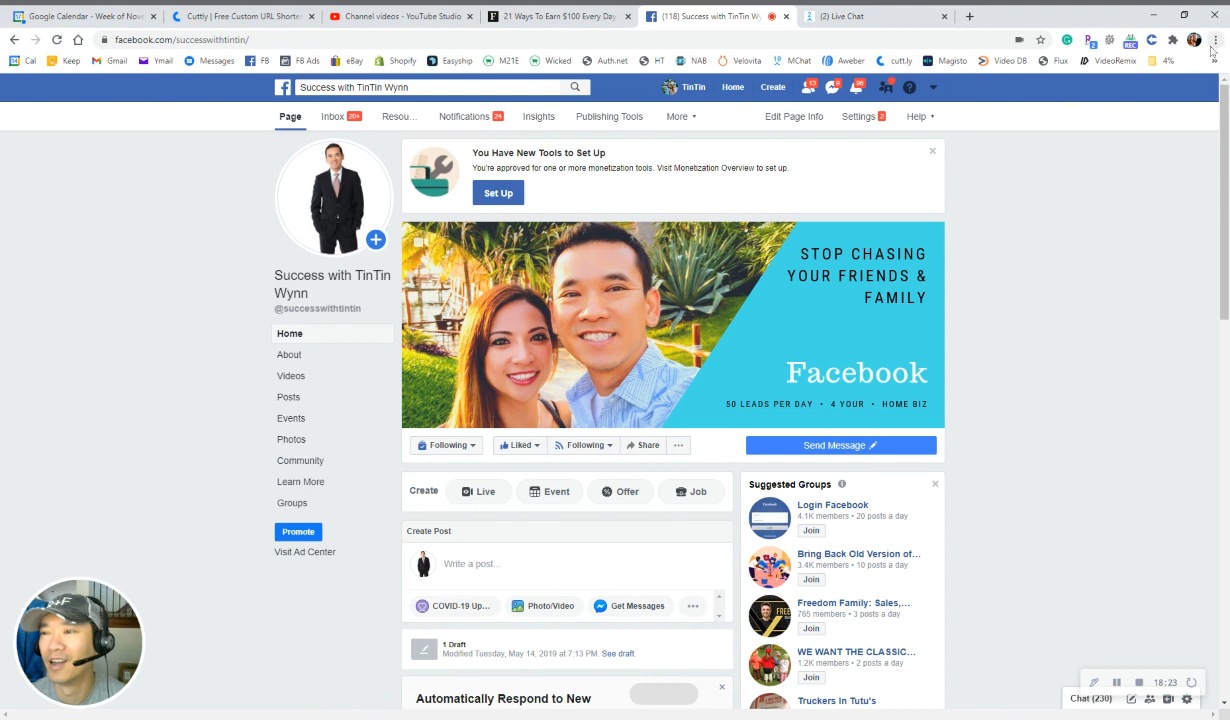 Google Calendar - Week of Nove
Cuttly | Free Custom URL Shorten
Channel videos - YouTube Studio
21 Ways To Earn $100 Every Day
(118) Success with TinTin Wy
(2) Live Chat
facebook.com/successwithtintin/
2
REC
Cal
Keep
Gmail
Ymail
Messages
FB
FB Ads
eBay
Shopify
Easyship
M21E
Wicked
Auth.net
HT
NAB
Velovita
MChat
Aweber
cutt.ly
Magisto
Video DB
Flux
VideoRemix
4%
Success with TinTin Wynn
TinTin
Home
Create
13
9
96
Page
Inbox 20+
Resou...
Notifications 24
Insights
Publishing Tools
More
Edit Page Info
Settings 2
Help
You Have New Tools to Set Up
You're approved for one or more monetization tools. Visit Monetization Overview to set up.
Set Up
STOP CHASING
YOUR FRIENDS &
FAMILY
Facebook
50 LEADS PER DAY • 4 YOUR • HOME BIZ
Success with TinTin
Wynn
@successwithtintin
Home
About
Videos
Posts
Events
Photos
Community
Learn More
Groups
Promote
Visit Ad Center
Following
Liked
Following
Share
Send Message
Create
Live
Event
Offer
Job
Create Post
Write a post...
COVID-19 Up...
Photo/Video
Get Messages
1 Draft
Modified Tuesday, May 14, 2019 at 7:13 PM. See draft.
Automatically Respond to New
Suggested Groups
Login Facebook
4.1K members • 20 posts a day
Join
Bring Back Old Version of...
3.4K members • 10 posts a day
Join
Freedom Family: Sales,...
765 members • 3 posts a day
Join
WE WANT THE CLASSIC...
1.2K members • 2 posts a day
Join
Truckers In Tutu's
18:23
Chat (230)